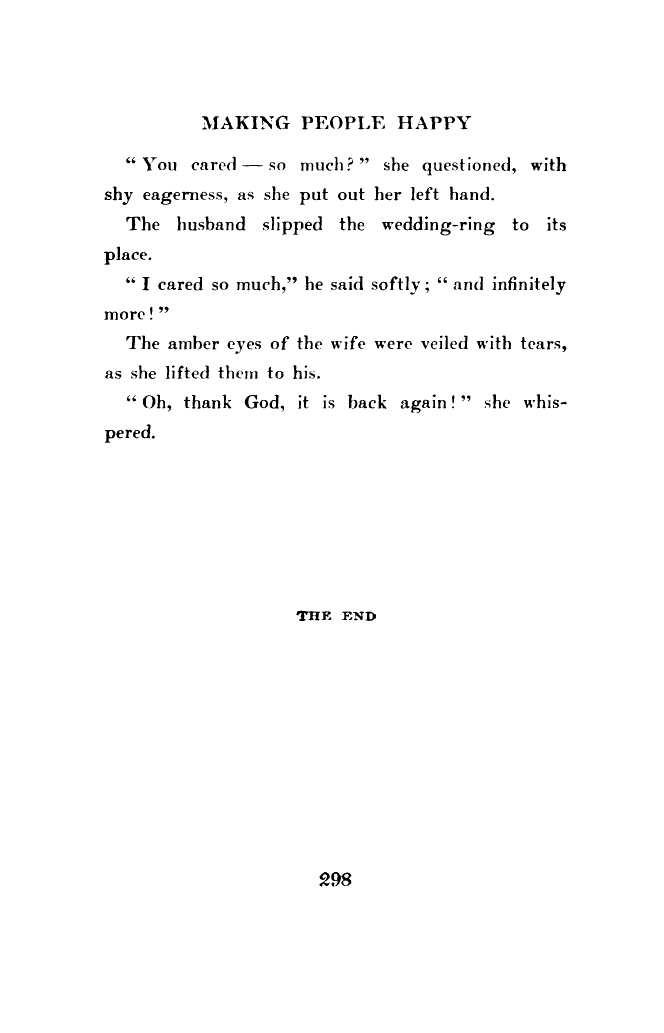 MAKING PEOPLE HAPPY
“ You cared — so much? ” she questioned, with
shy eagerness, as she put out her left hand.
The husband slipped the wedding-ring to its
place.
“ I cared so much,” he said softly ; “ and infinitely
more ! ”
The amber eyes of the wife were veiled with tears,
as she lifted them to his.
“ Oh, thank God, it is back again ! ” she whis-
pered.
THE END
298